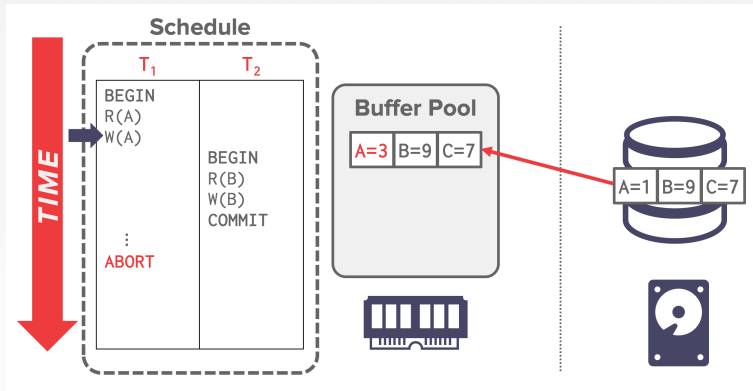 Schedule
TIME
T1
T2
BEGIN
R(A)
W(A)
⋮
ABORT
BEGIN
R(B)
W(B)
COMMIT
Buffer Pool
A=3 B=9 C=7
A=1 B=9 C=7